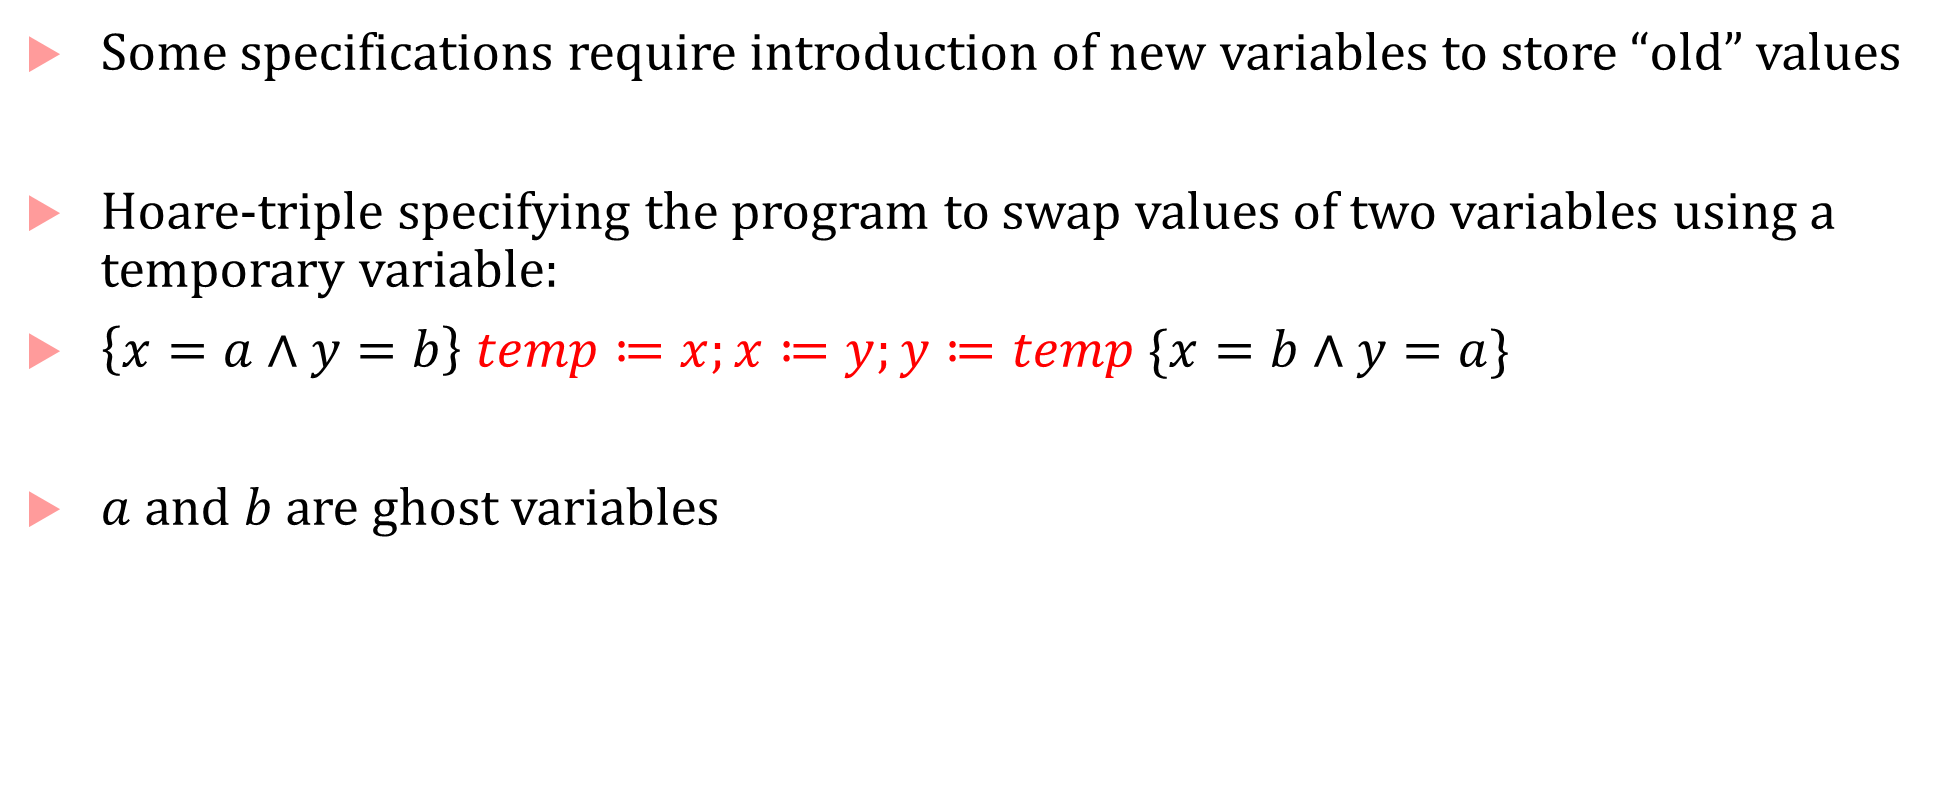 Some specifications require introduction of new variables to store “old” values
Hoare-triple specifying the program to swap values of two variables using a
temporary variable:
{x = a ∧ y = b} temp ≔ x; x ≔ y; y ≔ temp {x = b ∧ y = a}
a and b are ghost variables